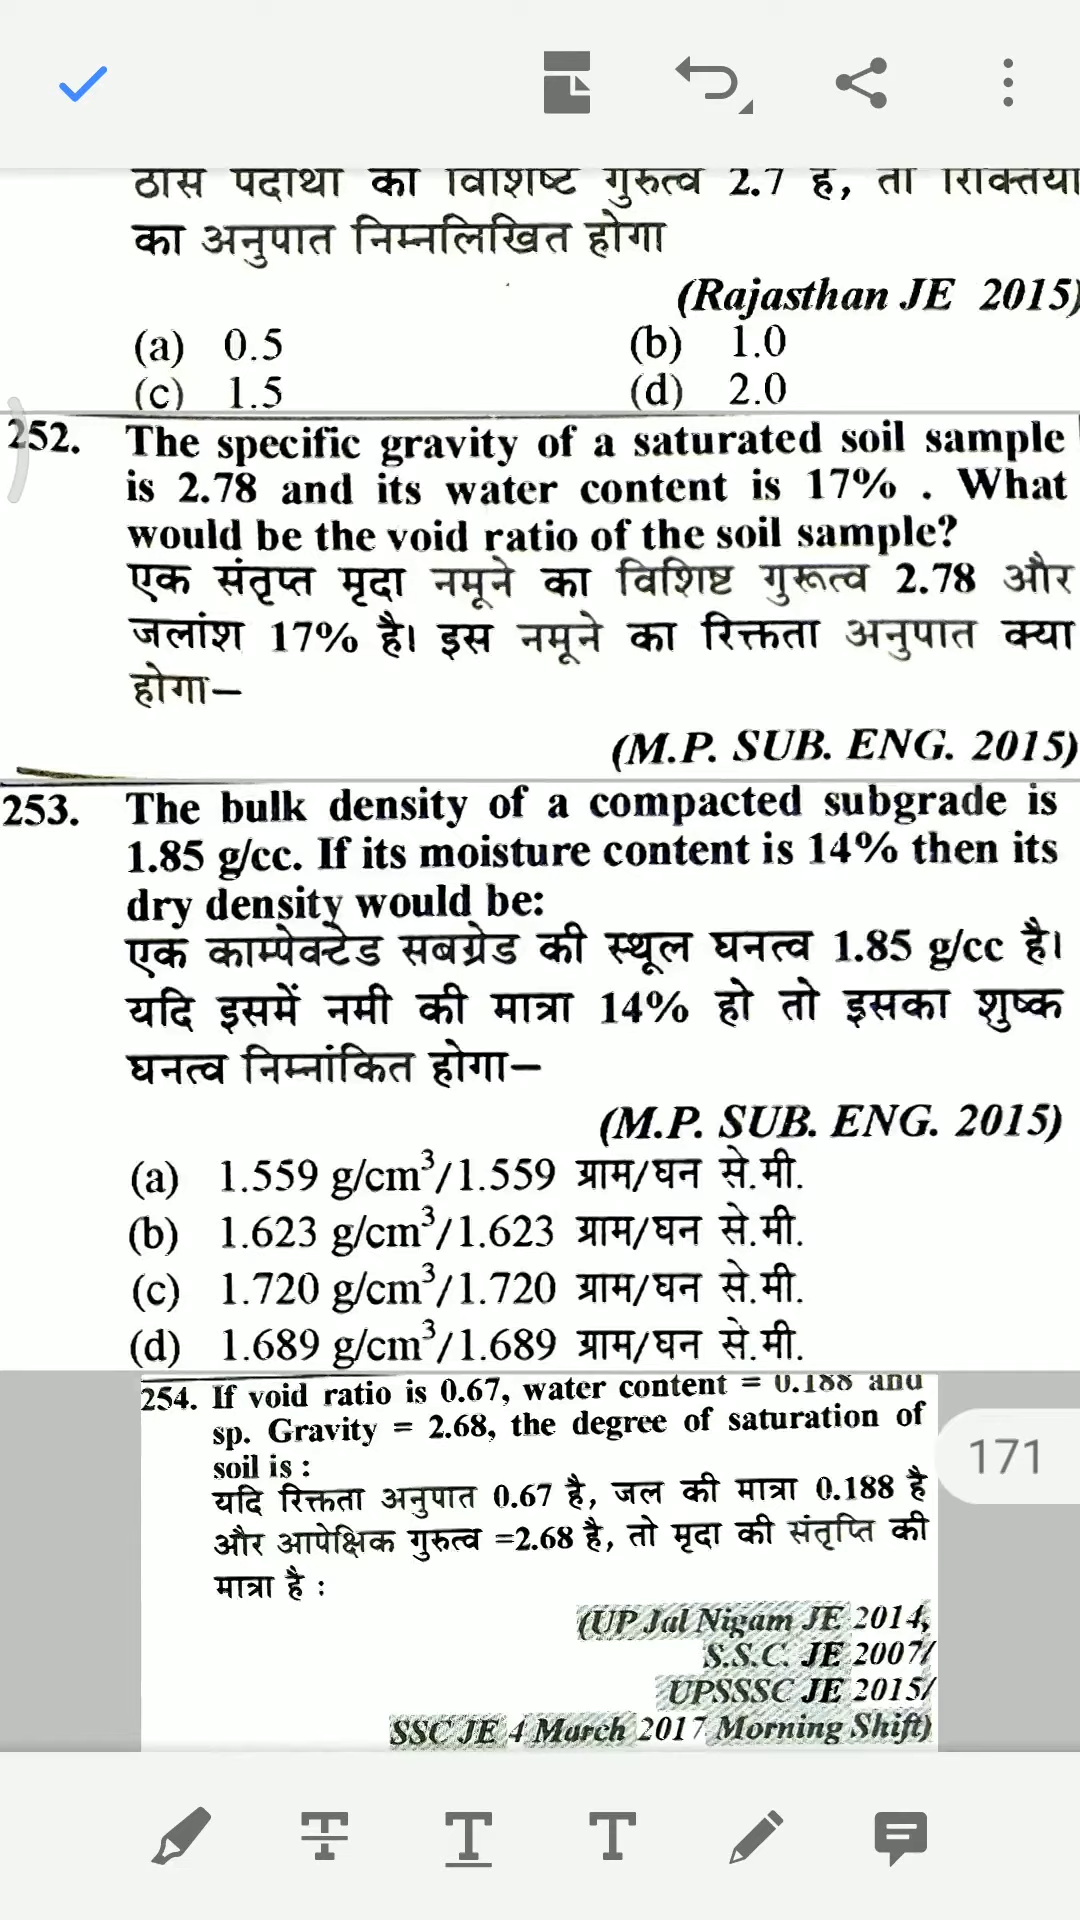 ठोस पदार्थों का विशिष्ट गुरुत्व 2.7 है, तो रिक्तियों
का अनुपात निम्नलिखित होगा
(Rajasthan JE 2015)
(a) 0.5 (b) 1.0
(c) 1.5 (d) 2.0
252. The specific gravity of a saturated soil sample
is 2.78 and its water content is 17% . What
would be the void ratio of the soil sample?
एक संतृप्त मृदा नमूने का विशिष्ट गुरूत्व 2.78 और
जलांश 17% है। इस नमूने का रिक्तता अनुपात क्या
होगा–
(M.P. SUB. ENG. 2015)
253. The bulk density of a compacted subgrade is
1.85 g/cc. If its moisture content is 14% then its
dry density would be:
एक काम्पेक्टेड सबग्रेड की स्थूल घनत्व 1.85 g/cc है।
यदि इसमें नमी की मात्रा 14% हो तो इसका शुष्क
घनत्व निम्नांकित होगा–
(M.P. SUB. ENG. 2015)
(a) 1.559 g/cm³/1.559 ग्राम/घन से.मी.
(b) 1.623 g/cm³/1.623 ग्राम/घन से.मी.
(c) 1.720 g/cm³/1.720 ग्राम/घन से.मी.
(d) 1.689 g/cm³/1.689 ग्राम/घन से.मी.
254. If void ratio is 0.67, water content = 0.188 and
sp. Gravity = 2.68, the degree of saturation of
soil is :
171
यदि रिक्तता अनुपात 0.67 है, जल की मात्रा 0.188 है
और आपेक्षिक गुरुत्व =2.68 है, तो मृदा की संतृप्ति की
मात्रा है :
(UP Jal Nigam JE 2014,
S.S.C. JE 2007/
UPSSSC JE 2015/
SSC JE 4 March 2017 Morning Shift)